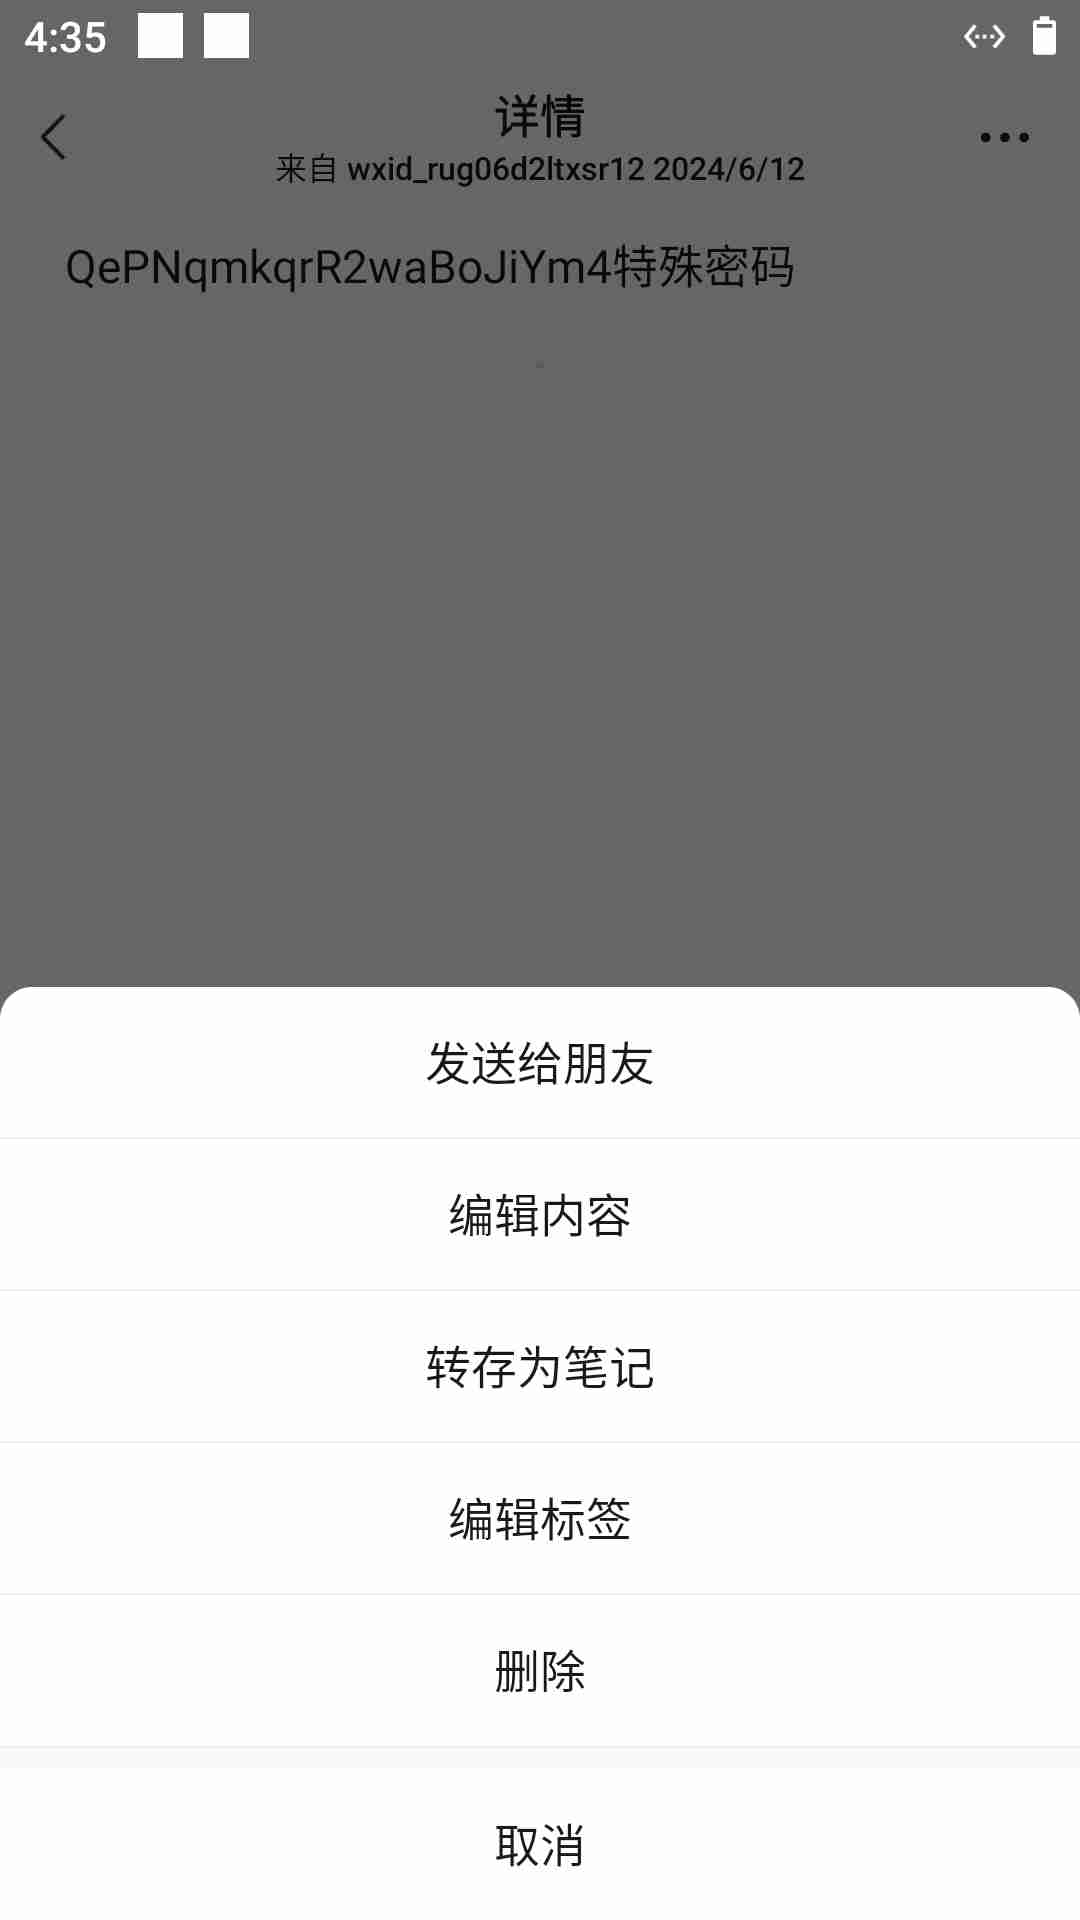 4:35
详情
来自 wxid_rug06d2ltxsr12 2024/6/12
QePNqmkqrR2waBoJiYm4特殊密码
发送给朋友
编辑内容
转存为笔记
编辑标签
删除
取消